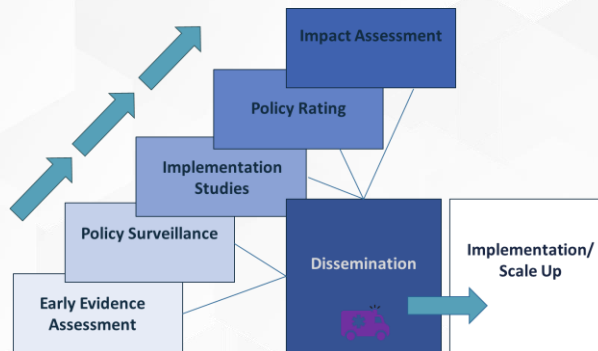 Impact Assessment
Policy Rating
Implementation
Studies
Policy Surveillance
Early Evidence
Assessment
Dissemination
Implementation/
Scale Up